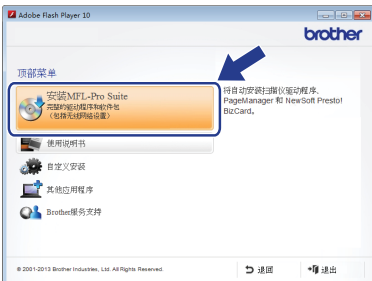 Adobe Flash Player 10
brother
顶部菜单
安装MFL-Pro Suite
完整的驱动程序和软件包
(包括无线网络设置)
将自动安装扫描仪驱动程序、
PageManager 和 NewSoft Presto!
BizCard。
使用说明书
自定义安装
其他应用程序
Brother服务支持
© 2001-2013 Brother Industries, Ltd. All Rights Reserved.
退回
退出